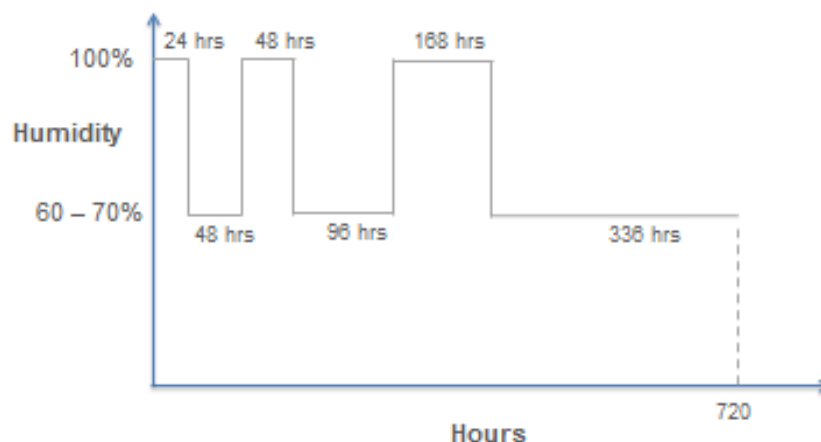 24 hrs 48 hrs 168 hrs
100%
Humidity
60 – 70%
48 hrs 96 hrs 336 hrs
720
Hours